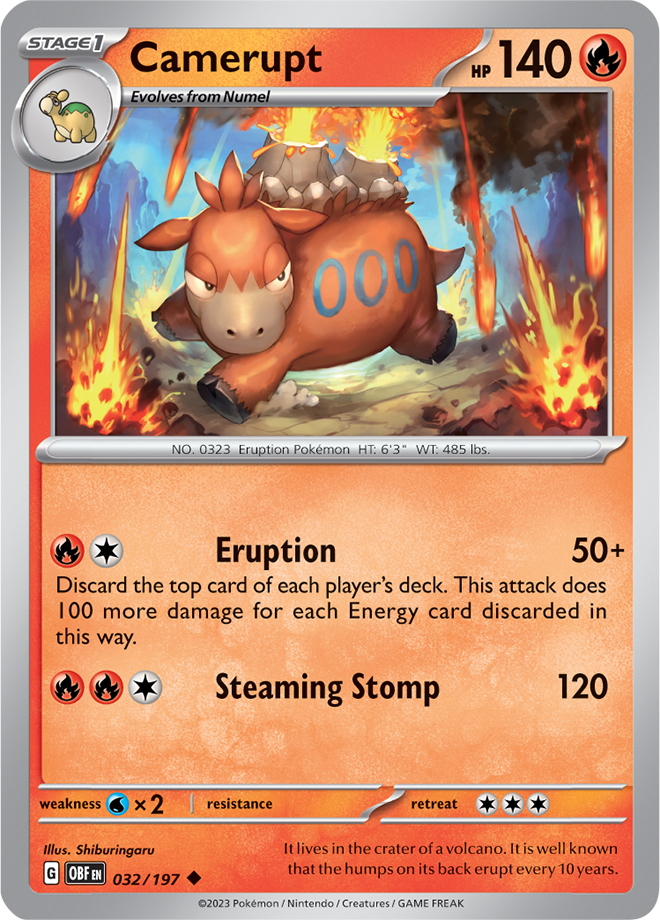 STAGE1
Camerupt
HP 140
Evolves from Numel
NO. 0323 Eruption Pokémon HT: 6'3" WT: 485 lbs.
Eruption 50+
Discard the top card of each player's deck. This attack does
100 more damage for each Energy card discarded in
this way.
Steaming Stomp 120
weakness ×2 resistance retreat
Illus. Shiburingaru
It lives in the crater of a volcano. It is well known
that the humps on its back erupt every 10 years.
G OBF EN 032/197
©2023 Pokémon / Nintendo / Creatures / GAME FREAK